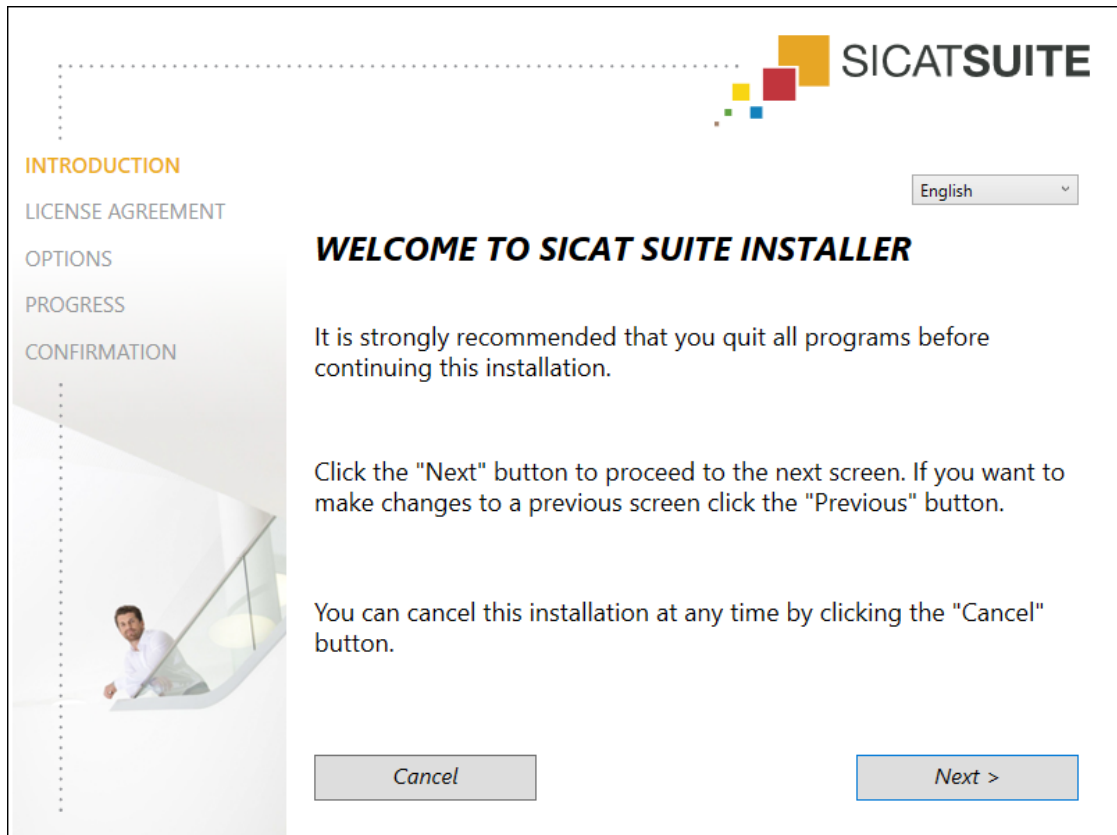 SICATSUITE
INTRODUCTION
LICENSE AGREEMENT
OPTIONS
PROGRESS
CONFIRMATION
English
WELCOME TO SICAT SUITE INSTALLER
It is strongly recommended that you quit all programs before
continuing this installation.
Click the "Next" button to proceed to the next screen. If you want to
make changes to a previous screen click the "Previous" button.
You can cancel this installation at any time by clicking the "Cancel"
button.
Cancel
Next >